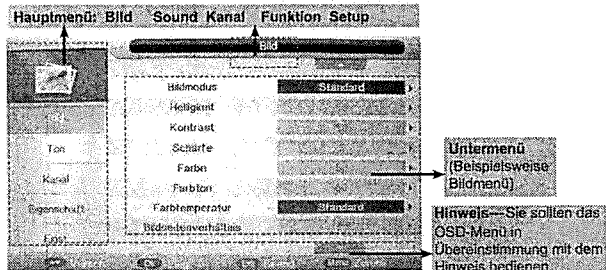 Hauptmenü: Bild Sound Kanal Funktion Setup
Bild
Bildmodus Standard
Helligkeit
Kontrast
Schärfe
Farbe
Farbton
Farbtemperatur Standard
Bildseitenverhältnis
Ton
Kanal
Eigenschaft
Untermenü
(Beispielsweise
Bildmenü)
Hinweis—Sie sollten das
OSD-Menü in
Übereinstimmung mit dem
Hinweis bedienen